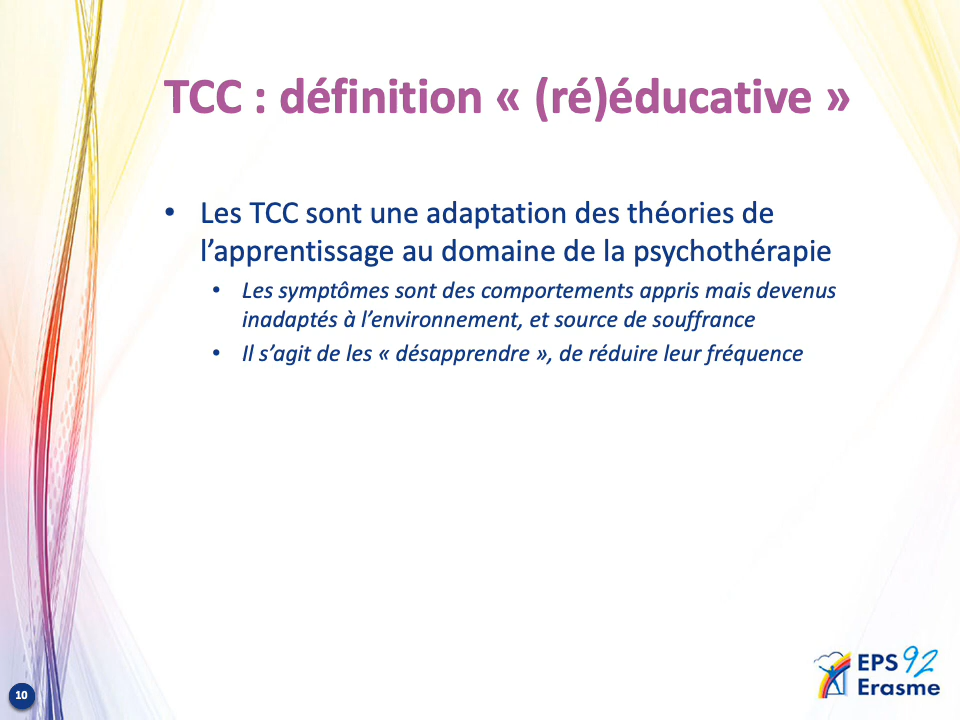 TCC : définition « (ré)éducative »
• Les TCC sont une adaptation des théories de
l’apprentissage au domaine de la psychothérapie
• Les symptômes sont des comportements appris mais devenus
inadaptés à l’environnement, et source de souffrance
• Il s’agit de les « désapprendre », de réduire leur fréquence
EPS 92
Erasme
10